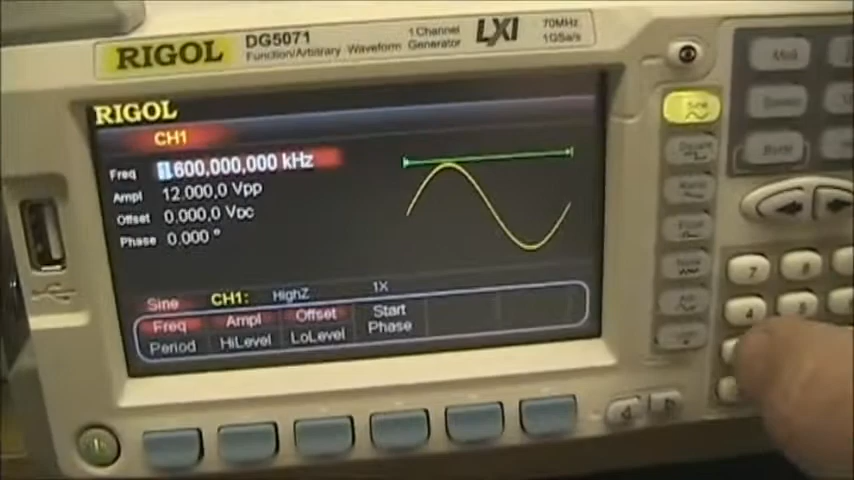 RIGOL DG5071 1 Channel LXI 70MHz
Function/Arbitrary Waveform Generator 1GSa/s
RIGOL
CH1
Freq 1.600,000,000 kHz
Ampl 12.000,0 Vpp
Offset 0.000,0 VDC
Phase 0.000 °
Sine CH1: HighZ 1X
Freq Ampl Offset Start
Period HiLevel LoLevel Phase
Sine
Square
7 8
4 5